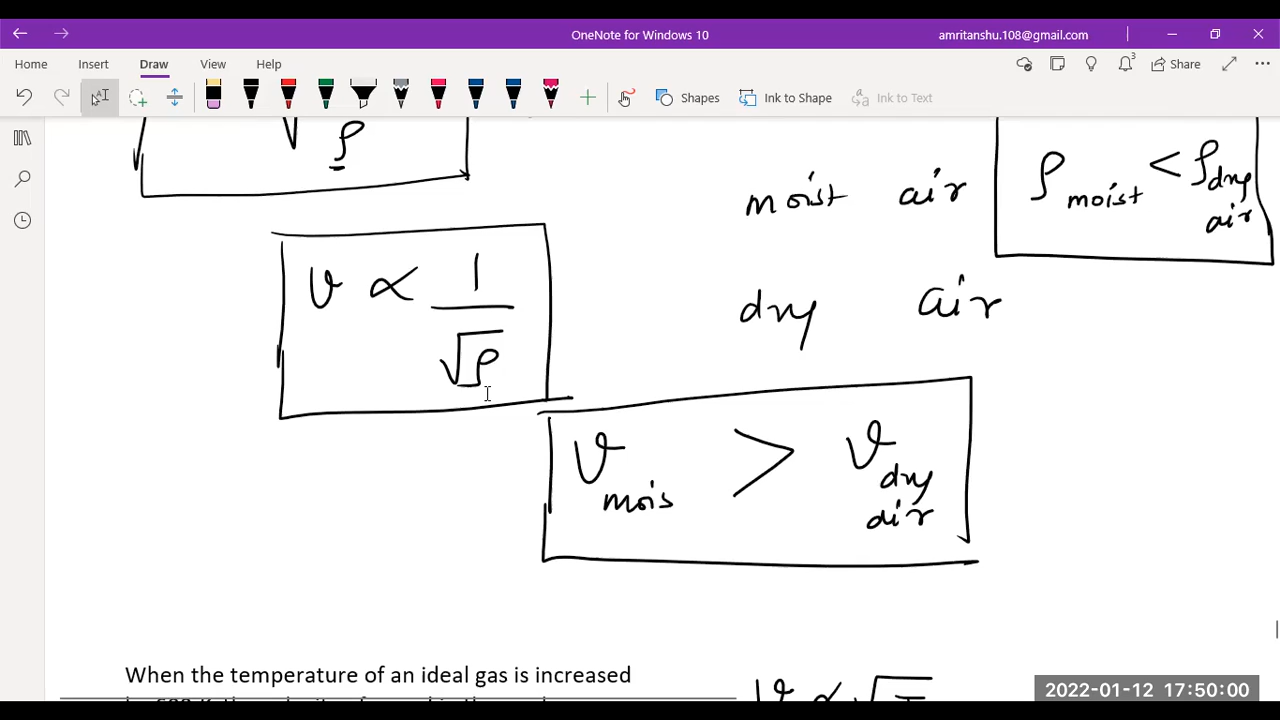 OneNote for Windows 10
amritanshu.108@gmail.com
Home Insert Draw View Help
Share
Shapes
Ink to Shape
Ink to Text
√ρ
moist air
ρ moist < ρ dry air
v ∝ 1/√ρ
dry air
v mois > v dry air
When the temperature of an ideal gas is increased
v ∝ √T
2022-01-12 17:50:00